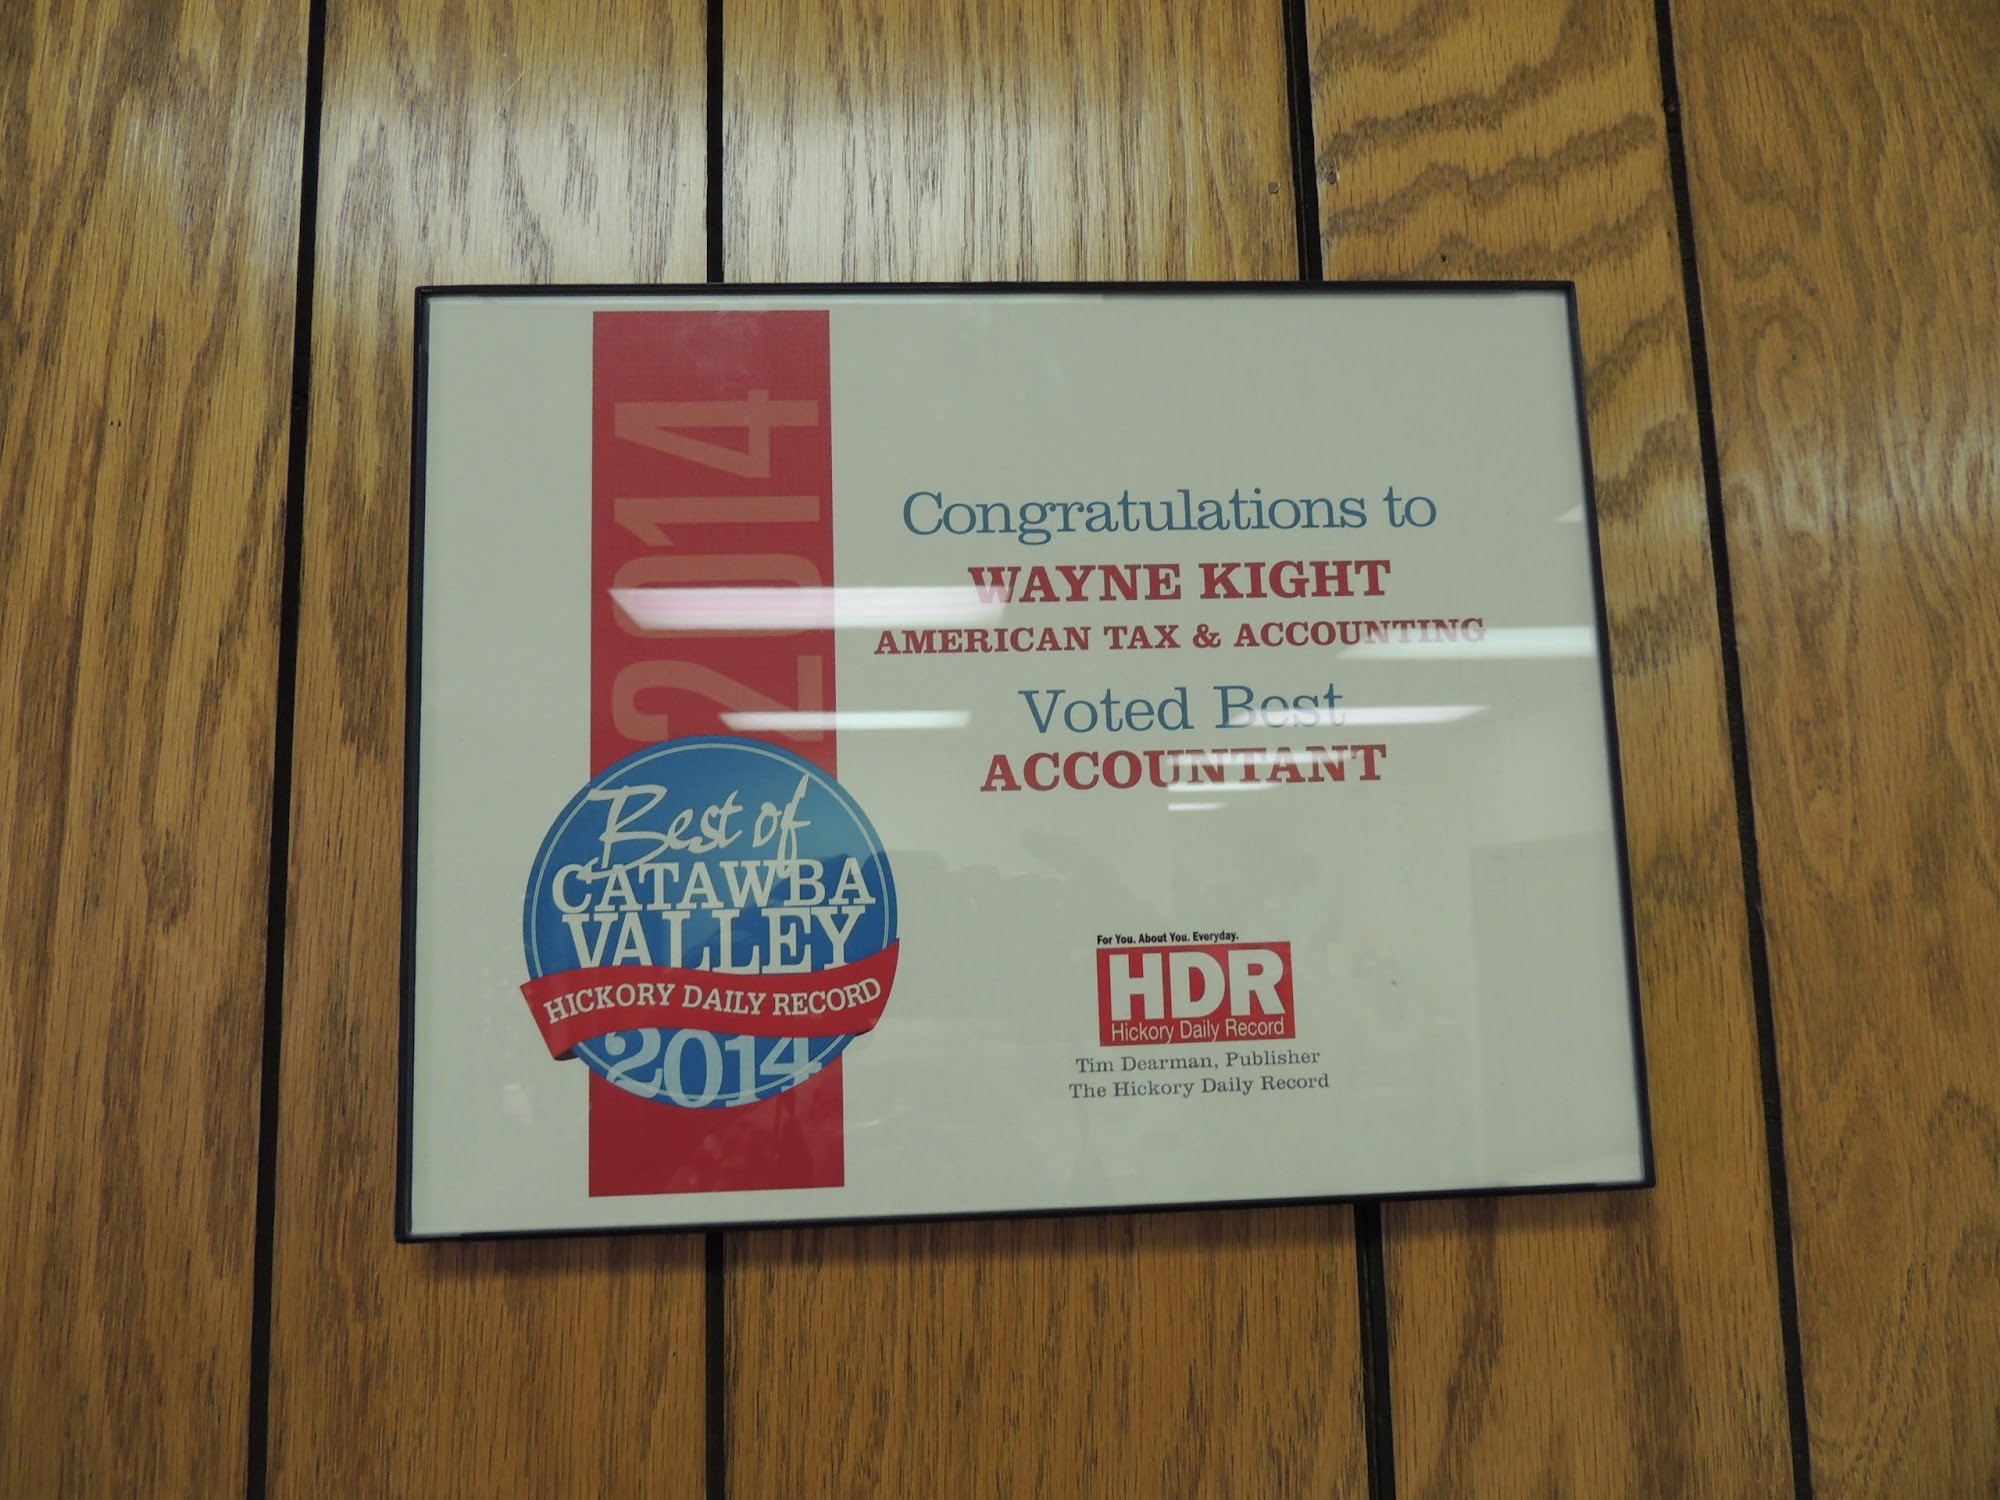 2014
Congratulations to
WAYNE KIGHT
AMERICAN TAX & ACCOUNTING
Voted Best
ACCOUNTANT
Best of
CATAWBA
VALLEY
HICKORY DAILY RECORD
2014
For You. About You. Everyday.
HDR
Hickory Daily Record
Tim Dearman, Publisher
The Hickory Daily Record